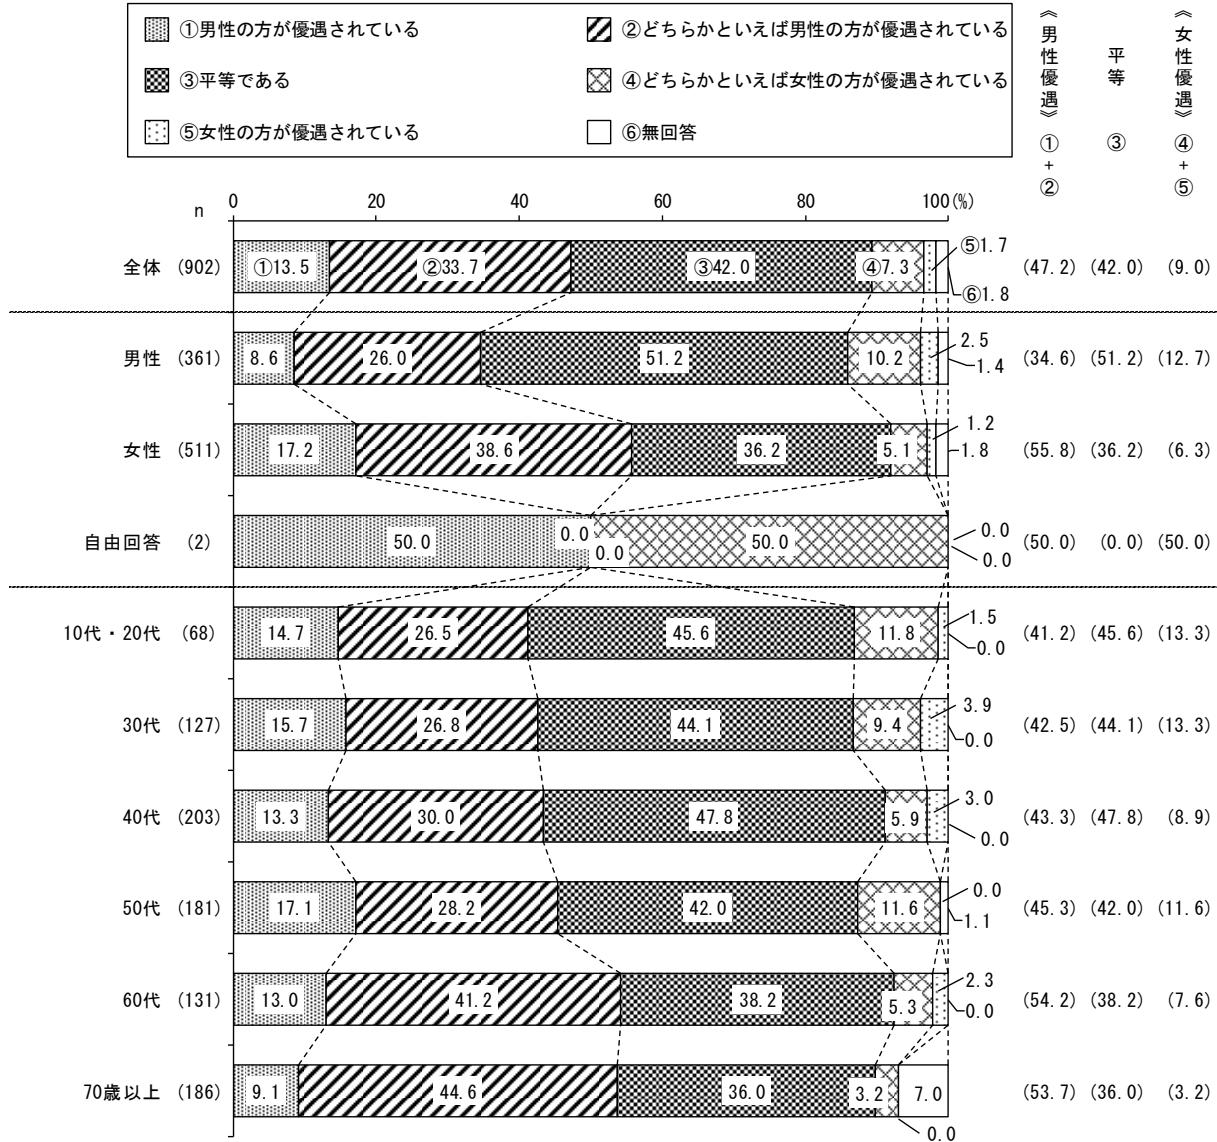 ①男性の方が優遇されている ②どちらかといえば男性の方が優遇されている
③平等である ④どちらかといえば女性の方が優遇されている
⑤女性の方が優遇されている ⑥無回答
《男性優遇》①+② 平等 ③ 《女性優遇》④+⑤
n 0 20 40 60 80 100(%)
全体 (902) ①13.5 ②33.7 ③42.0 ④7.3 ⑤1.7 ⑥1.8 (47.2) (42.0) (9.0)
男性 (361) 8.6 26.0 51.2 10.2 2.5 1.4 (34.6) (51.2) (12.7)
女性 (511) 17.2 38.6 36.2 5.1 1.2 1.8 (55.8) (36.2) (6.3)
自由回答 (2) 50.0 0.0 0.0 50.0 0.0 0.0 (50.0) (0.0) (50.0)
10代・20代 (68) 14.7 26.5 45.6 11.8 1.5 0.0 (41.2) (45.6) (13.3)
30代 (127) 15.7 26.8 44.1 9.4 3.9 0.0 (42.5) (44.1) (13.3)
40代 (203) 13.3 30.0 47.8 5.9 3.0 0.0 (43.3) (47.8) (8.9)
50代 (181) 17.1 28.2 42.0 11.6 0.0 1.1 (45.3) (42.0) (11.6)
60代 (131) 13.0 41.2 38.2 5.3 2.3 0.0 (54.2) (38.2) (7.6)
70歳以上 (186) 9.1 44.6 36.0 3.2 7.0 0.0 (53.7) (36.0) (3.2)